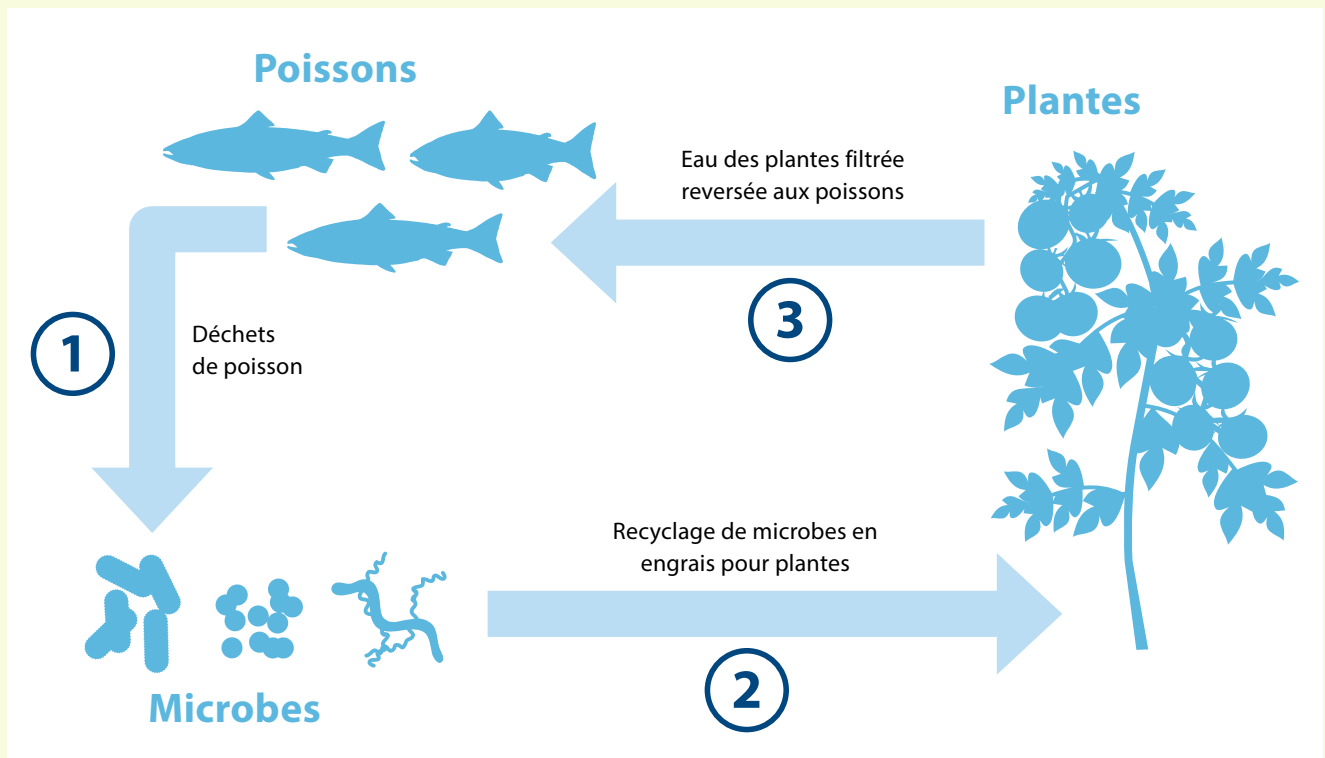 Poissons
Plantes
Eau des plantes filtrée
reversée aux poissons
3
1
Déchets
de poisson
Recyclage de microbes en
engrais pour plantes
2
Microbes